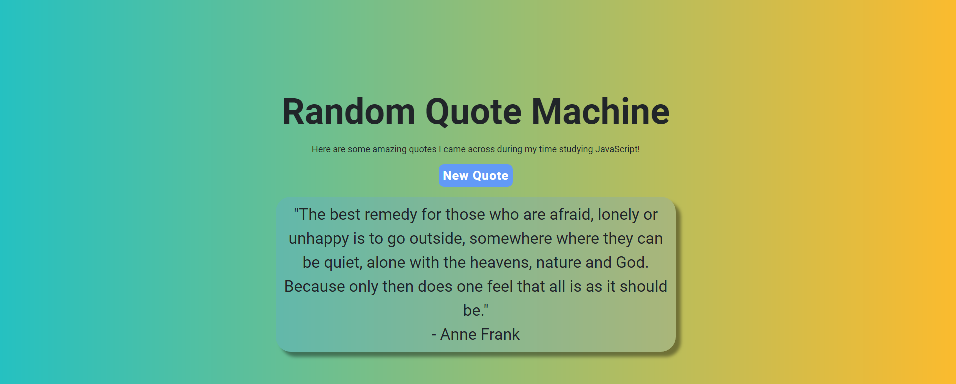 Random Quote Machine
Here are some amazing quotes I came across during my time studying JavaScript!
New Quote
"The best remedy for those who are afraid, lonely or
unhappy is to go outside, somewhere where they can
be quiet, alone with the heavens, nature and God.
Because only then does one feel that all is as it should
be."
- Anne Frank